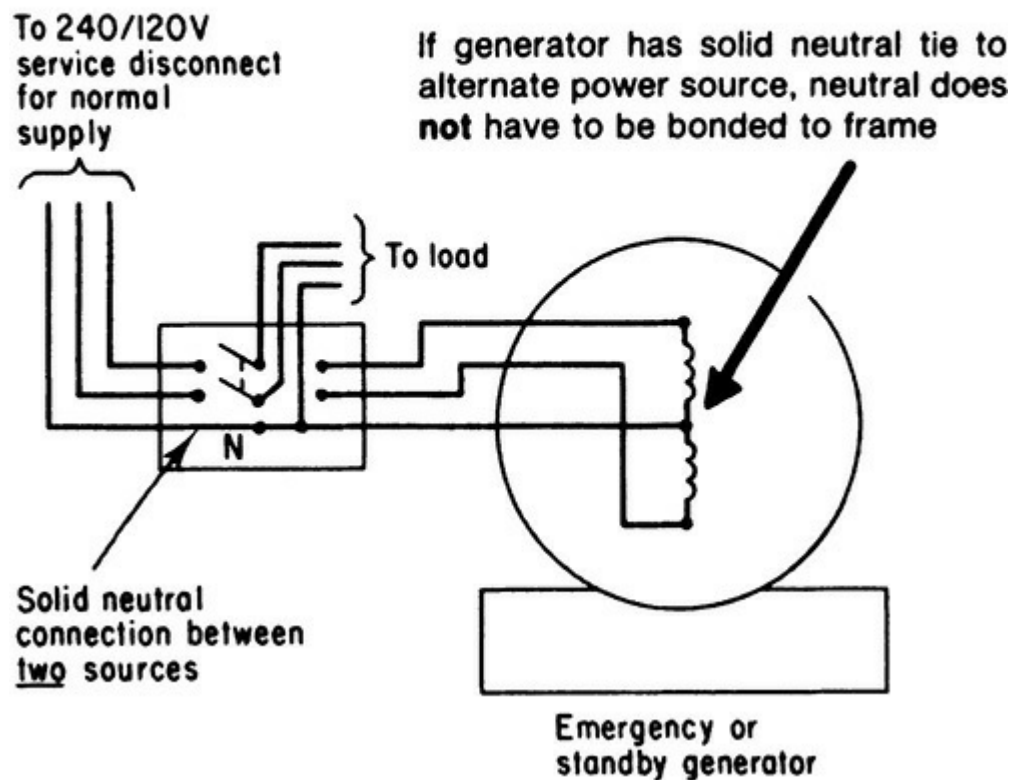 To 240/120V
service disconnect
for normal
supply
If generator has solid neutral tie to
alternate power source, neutral does
not have to be bonded to frame
To load
N
Solid neutral
connection between
two sources
Emergency or
standby generator